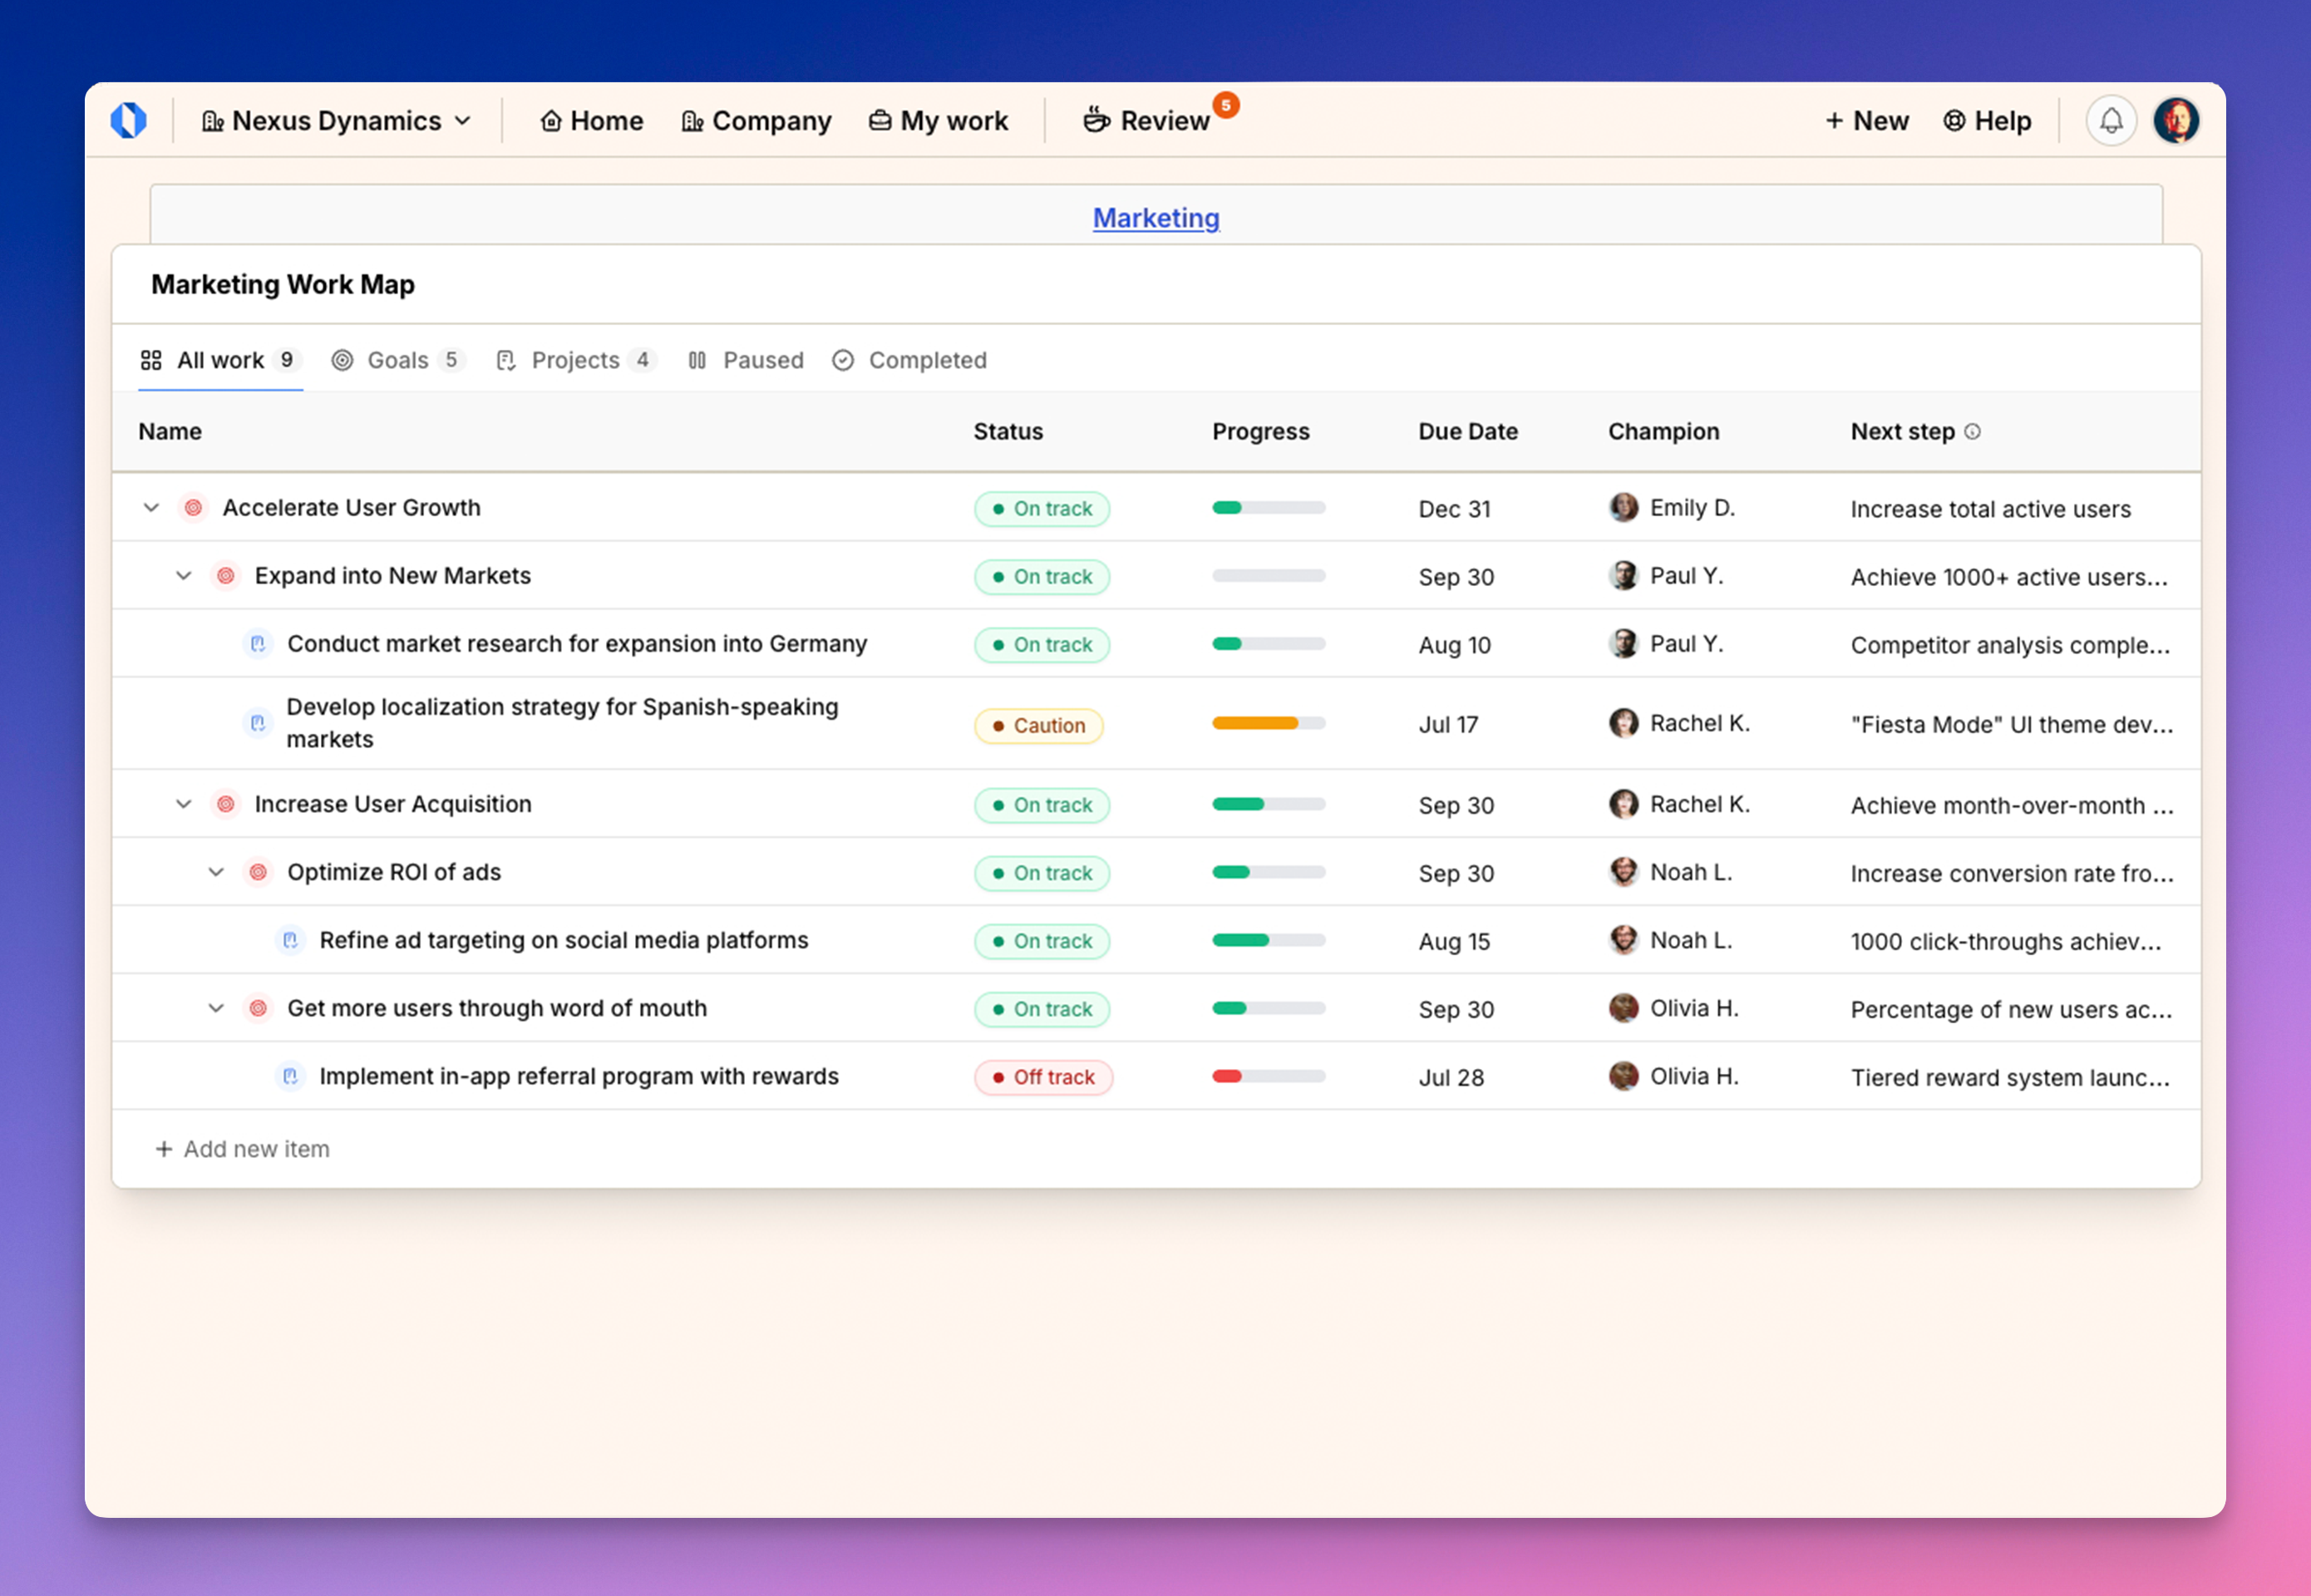 Nexus Dynamics Home Company My work Review 5 + New Help
Marketing
Marketing Work Map
All work 9 Goals 5 Projects 4 Paused Completed
Name Status Progress Due Date Champion Next step
Accelerate User Growth On track Dec 31 Emily D. Increase total active users
Expand into New Markets On track Sep 30 Paul Y. Achieve 1000+ active users...
Conduct market research for expansion into Germany On track Aug 10 Paul Y. Competitor analysis comple...
Develop localization strategy for Spanish-speaking
markets Caution Jul 17 Rachel K. "Fiesta Mode" UI theme dev...
Increase User Acquisition On track Sep 30 Rachel K. Achieve month-over-month ...
Optimize ROI of ads On track Sep 30 Noah L. Increase conversion rate fro...
Refine ad targeting on social media platforms On track Aug 15 Noah L. 1000 click-throughs achiev...
Get more users through word of mouth On track Sep 30 Olivia H. Percentage of new users ac...
Implement in-app referral program with rewards Off track Jul 28 Olivia H. Tiered reward system launc...
+ Add new item